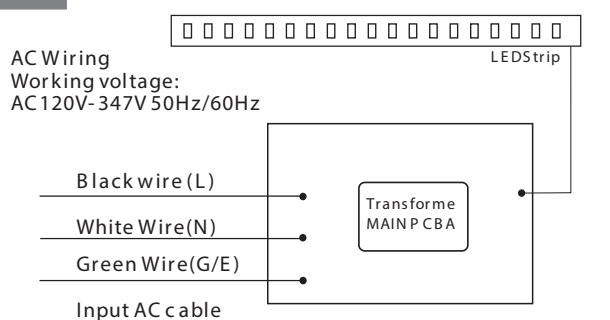 LEDStrip
AC Wiring
Working voltage:
AC120V-347V 50Hz/60Hz
Black wire (L)
White Wire(N)
Green Wire(G/E)
Input AC cable
Transforme
MAIN PCBA